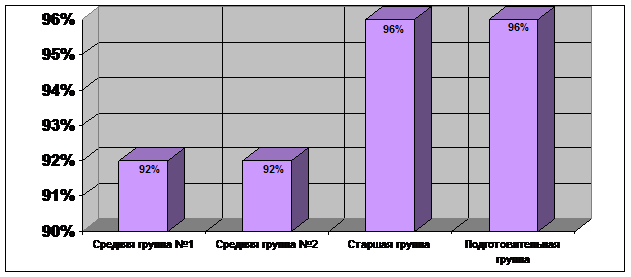 96%
95%
94%
93%
92%
91%
90%
92%
92%
96%
96%
Средняя группа №1
Средняя группа №2
Старшая группа
Подготовительная
группа